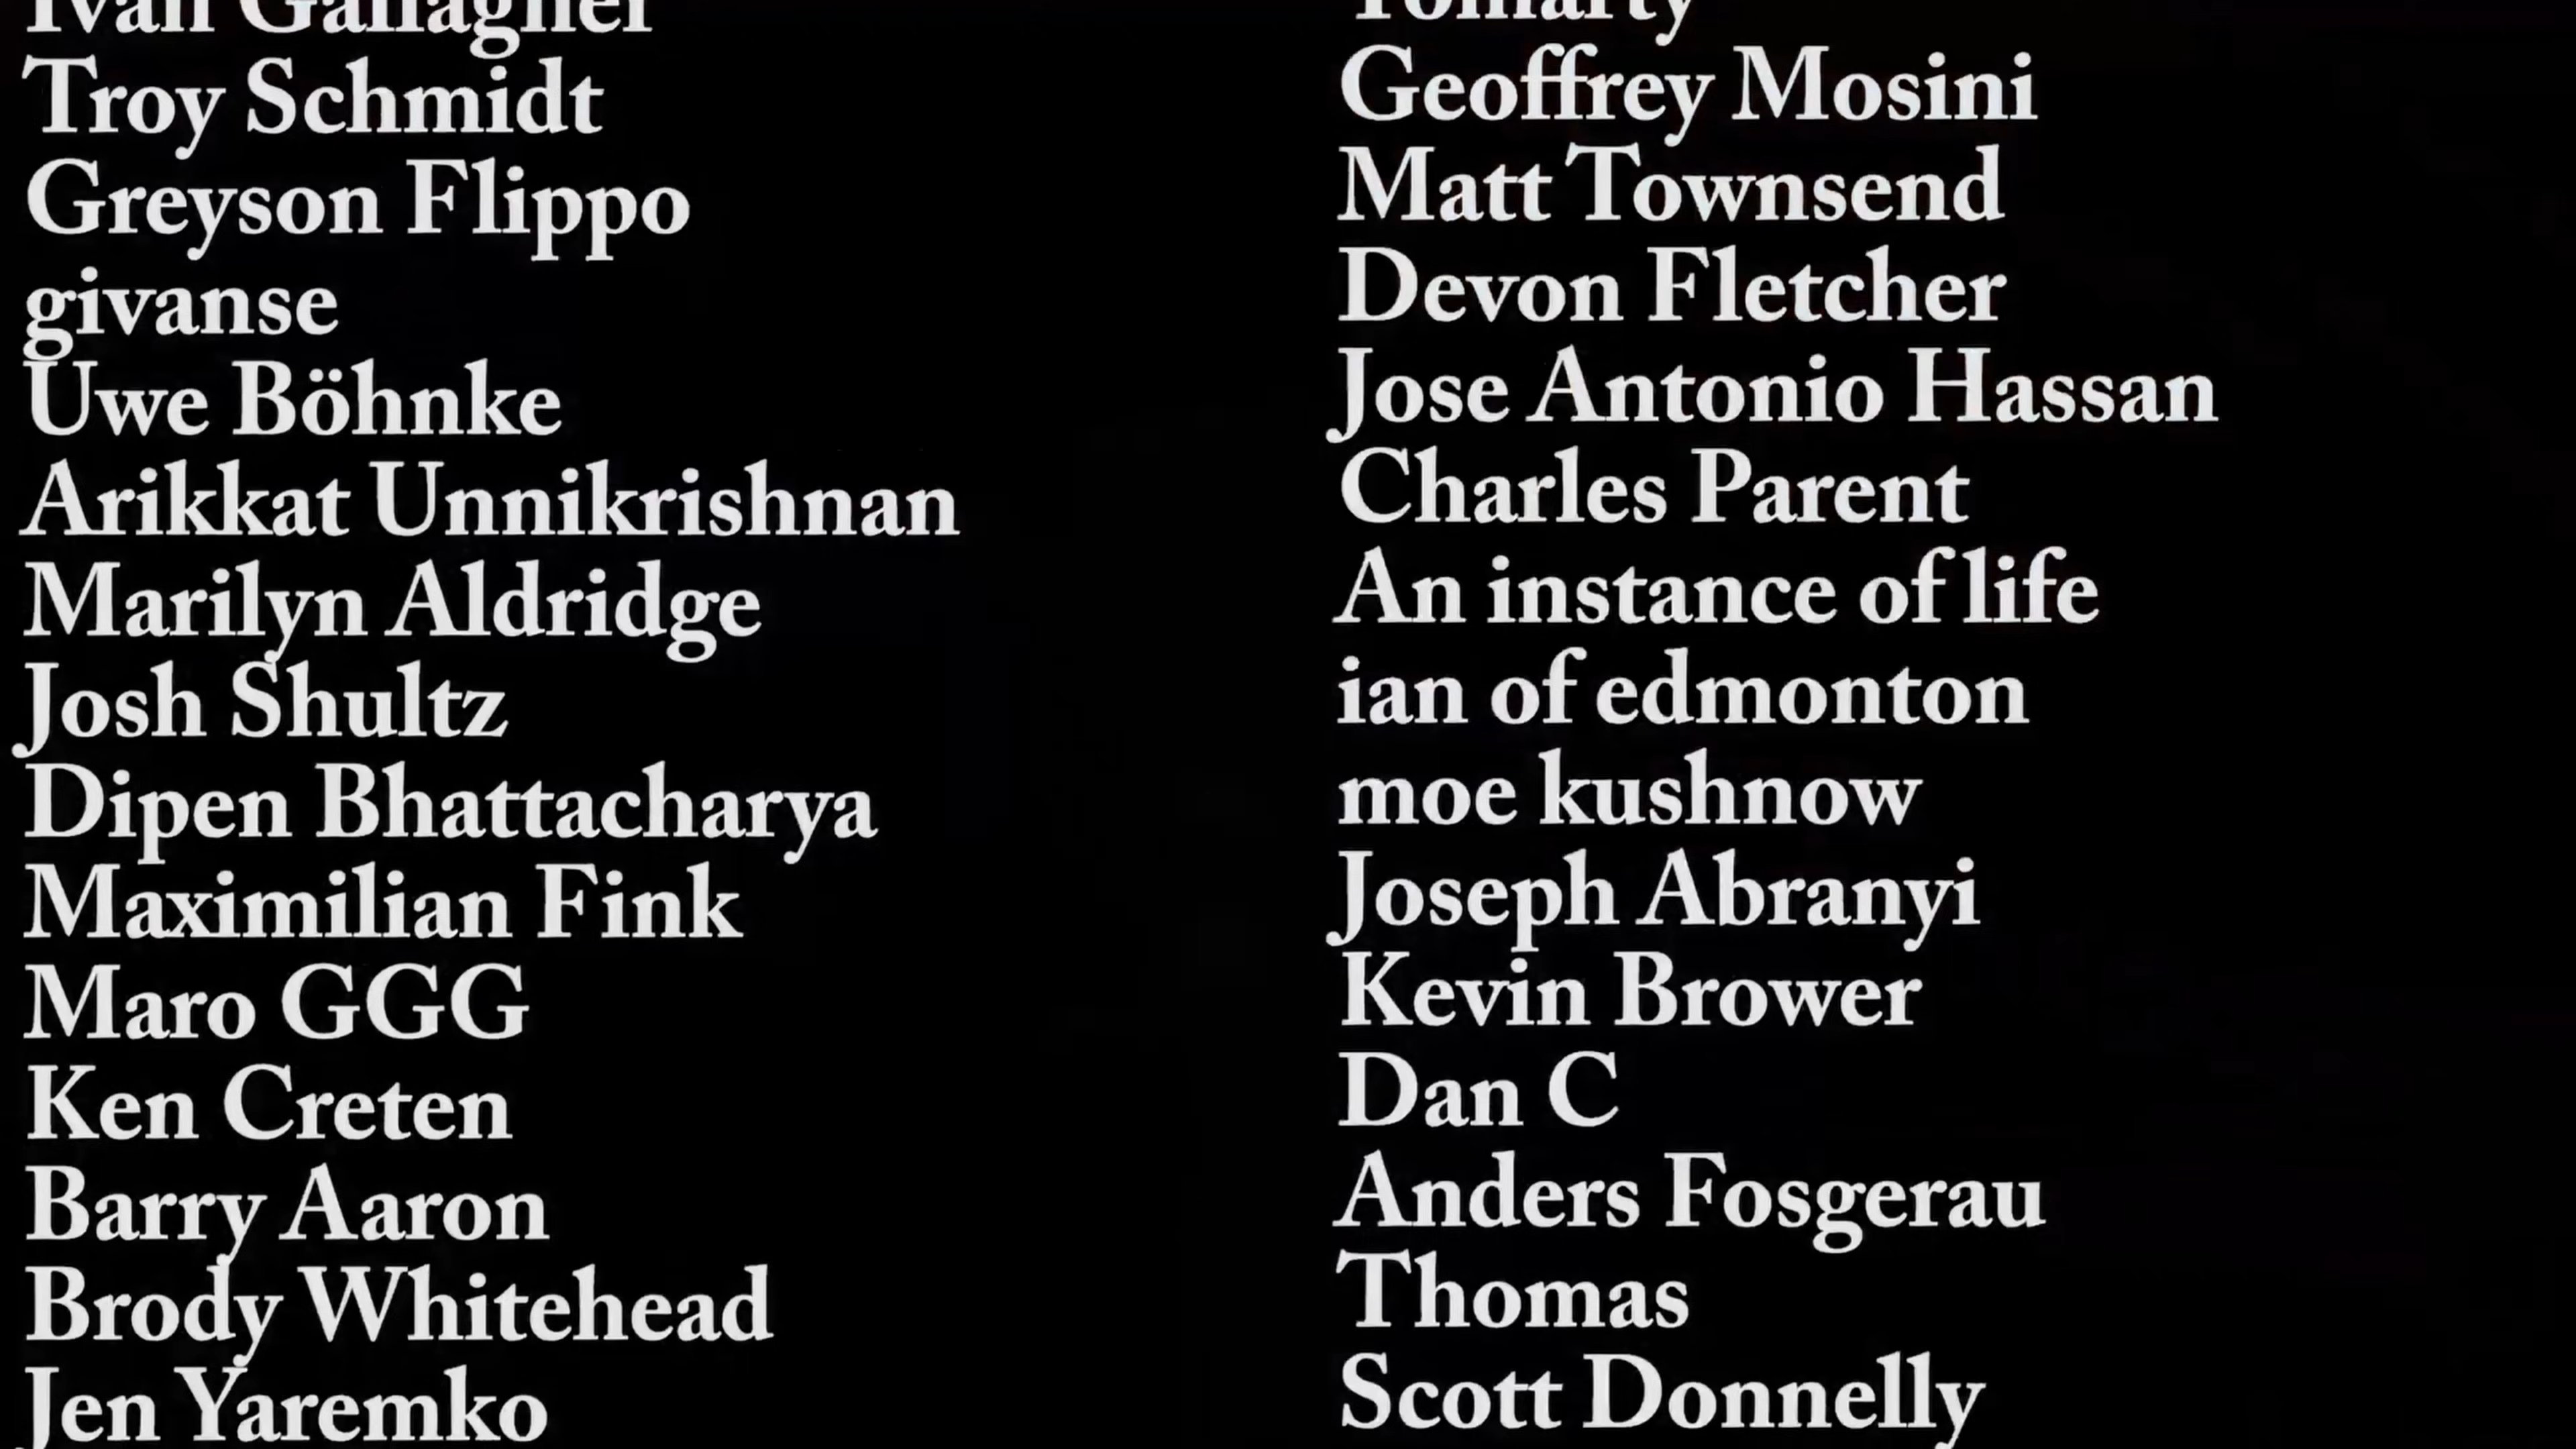 Ivan Gallagher
Troy Schmidt
Greyson Flippo
givanse
Uwe Böhnke
Arikkat Unnikrishnan
Marilyn Aldridge
Josh Shultz
Dipen Bhattacharya
Maximilian Fink
Maro GGG
Ken Creten
Barry Aaron
Brody Whitehead
Jen Yaremko
Geoffrey Mosini
Matt Townsend
Devon Fletcher
Jose Antonio Hassan
Charles Parent
An instance of life
ian of edmonton
moe kushnow
Joseph Abranyi
Kevin Brower
Dan C
Anders Fosgerau
Thomas
Scott Donnelly